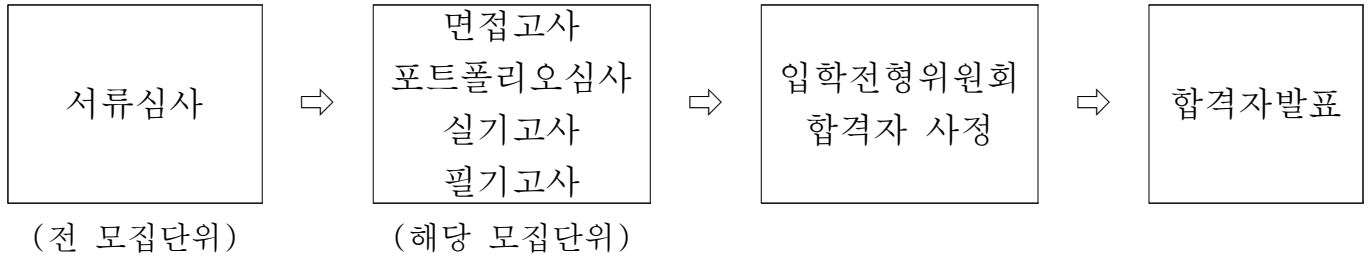 서류심사
⇨
면접고사
포트폴리오심사
실기고사
필기고사
⇨
입학전형위원회
합격자 사정
⇨
합격자발표
(전 모집단위)
(해당 모집단위)